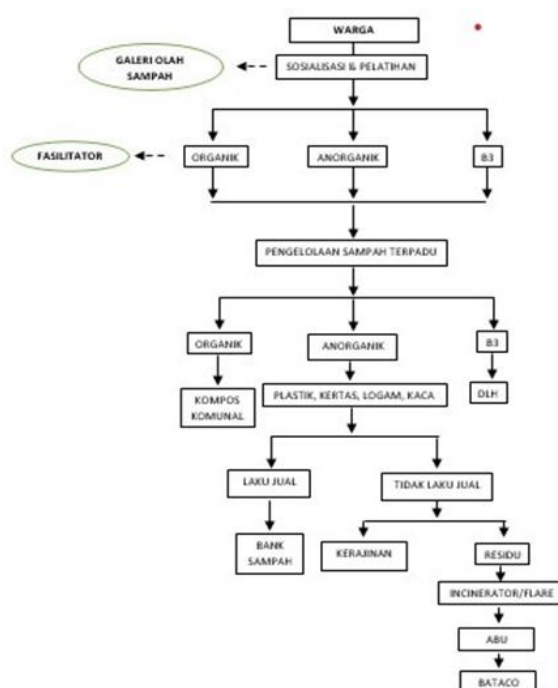 WARGA
GALERI OLAH
SAMPAH
SOSIALISASI & PELATIHAN
FASILITATOR
ORGANIK
ANORGANIK
B3
PENGELOLAAN SAMPAH TERPADU
ORGANIK
ANORGANIK
B3
KOMPOS
KOMUNAL
PLASTIK, KERTAS, LOGAM, KACA
DLH
LAKU JUAL
TIDAK LAKU JUAL
BANK
SAMPAH
KERAJINAN
RESIDU
INCINERATOR/FLARE
ABU
BATACO